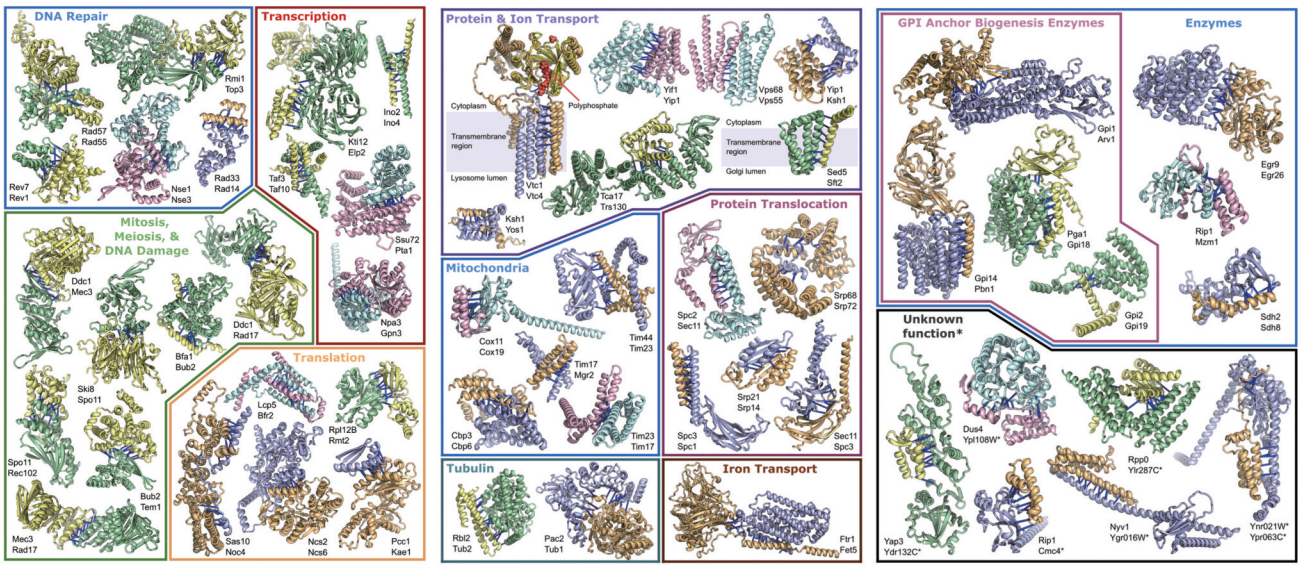 DNA Repair
Rmi1
Top3
Rad57
Rad55
Rev7
Rev1
Nse1
Nse3
Rad33
Rad14
Transcription
Ino2
Ino4
Kti12
Elp2
Taf3
Taf10
Ssu72
Pta1
Npa3
Gpn3
Mitosis,
Meiosis, &
DNA Damage
Ddc1
Mec3
Ddc1
Rad17
Bfa1
Bub2
Ski8
Spo11
Spo11
Rec102
Bub2
Tem1
Mec3
Rad17
Translation
Lcp5
Bfr2
Rpl12B
Rmt2
Sas10
Noc4
Ncs2
Ncs6
Pcc1
Kae1
Protein & Ion Transport
Cytoplasm
Transmembrane
region
Lysosome lumen
Polyphosphate
Vtc1
Vtc4
Yif1
Yip1
Vps68
Vps55
Yip1
Ksh1
Tca17
Trs130
Cytoplasm
Transmembrane
region
Golgi lumen
Sed5
Sft2
Ksh1
Yos1
Mitochondria
Cox11
Cox19
Tim44
Tim23
Tim17
Mgr2
Cbp3
Cbp6
Tim23
Tim17
Protein Translocation
Spc2
Sec11
Srp68
Srp72
Srp21
Srp14
Spc3
Spc1
Sec11
Spc3
Tubulin
Rbl2
Tub2
Pac2
Tub1
Iron Transport
Ftr1
Fet5
GPI Anchor Biogenesis Enzymes
Gpi1
Arv1
Pga1
Gpi18
Gpi14
Pbn1
Gpi2
Gpi19
Enzymes
Erg9
Erg26
Rip1
Mzm1
Sdh2
Sdh8
Unknown
function*
Dus4
Ypl108W*
Rpp0
Ylr287C*
Yap3
Ydr132C*
Rip1
Cmc4*
Nyv1
Ygr016W*
Ynr021W*
Ypr063C*